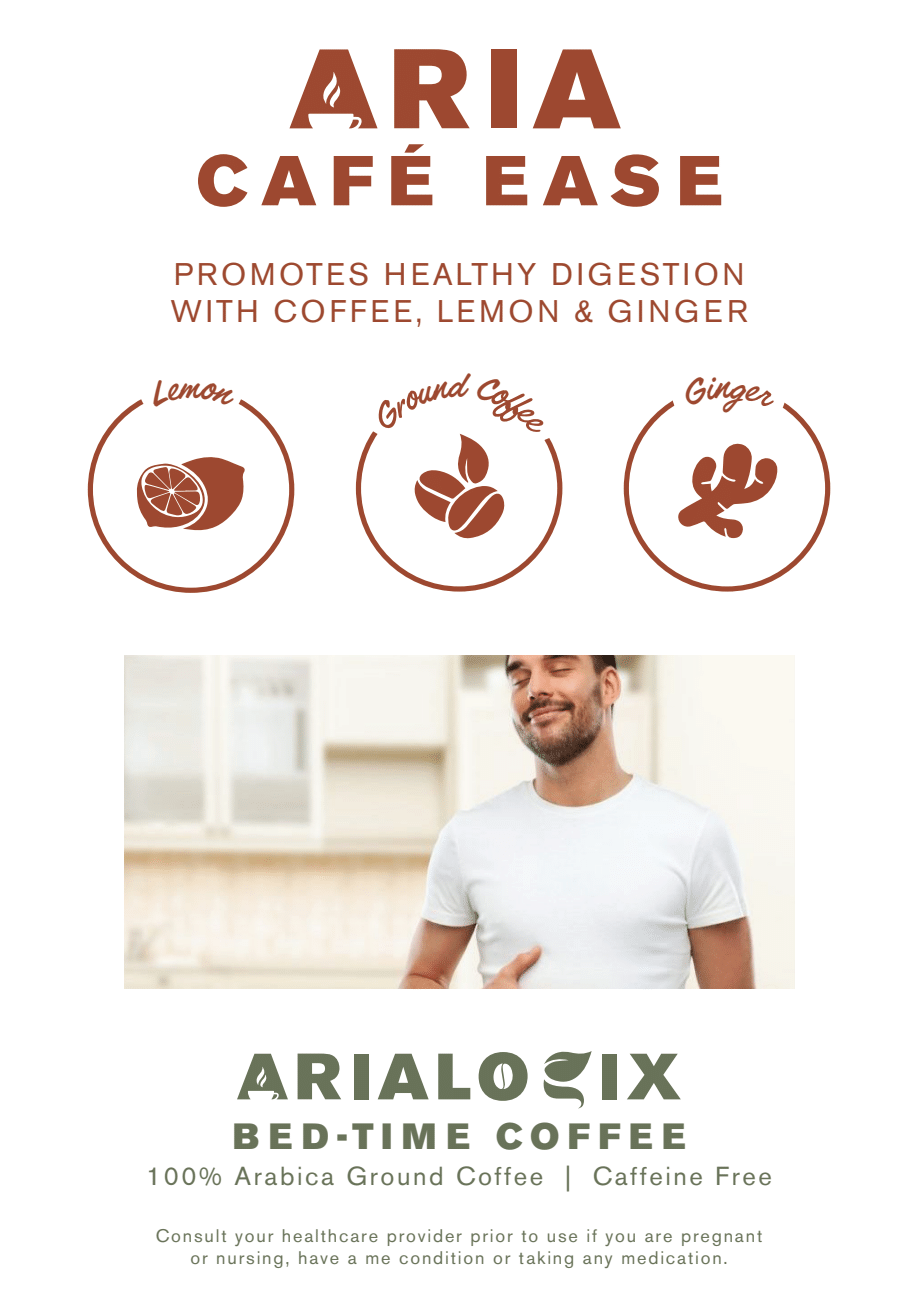 ARIA
CAFÉ EASE
PROMOTES HEALTHY DIGESTION
WITH COFFEE, LEMON & GINGER
Lemon
Ground Coffee
Ginger
ARIALOGIX
BED-TIME COFFEE
100% Arabica Ground Coffee | Caffeine Free
Consult your healthcare provider prior to use if you are pregnant
or nursing, have a me condition or taking any medication.